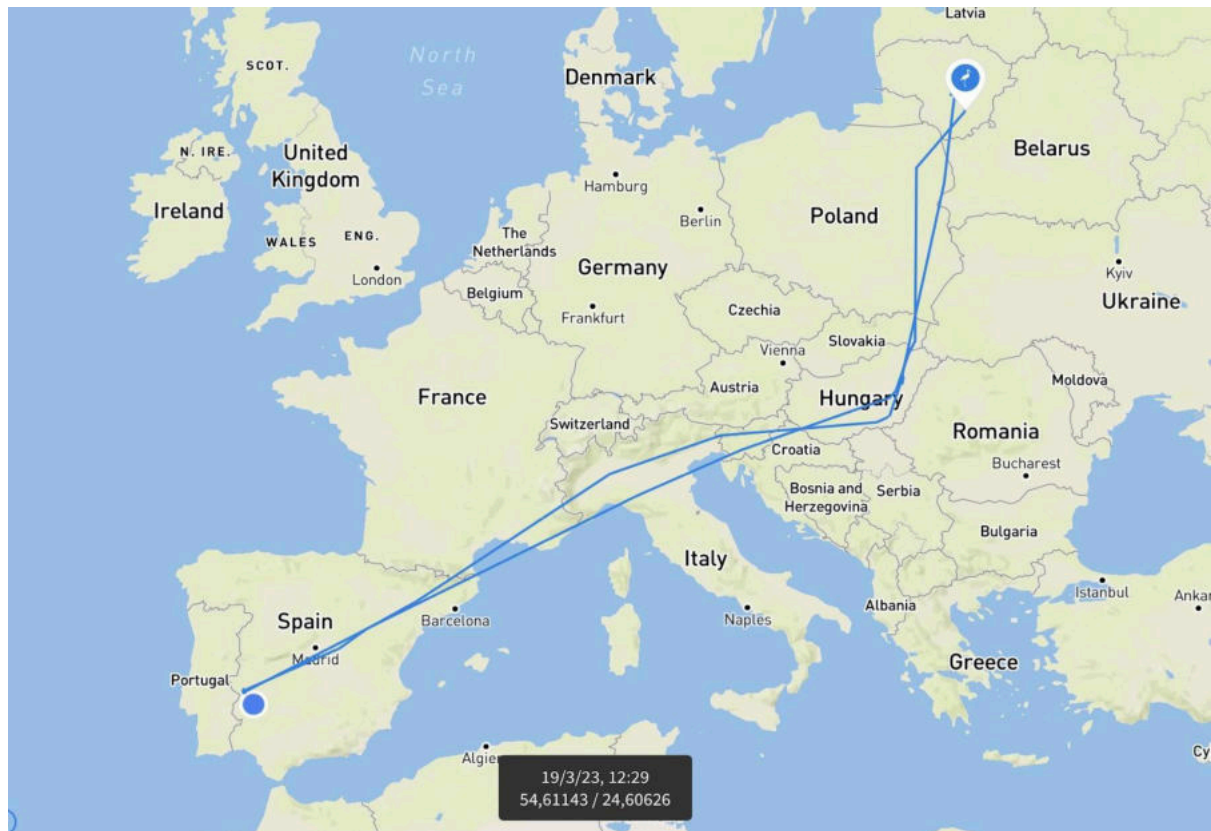 Latvia
North
Sea
SCOT.
Denmark
N. IRE.
United
Kingdom
Belarus
Hamburg
Ireland
Poland
The
Netherlands
Berlin
WALES
ENG.
London
Germany
Kyiv
Belgium
Ukraine
Frankfurt
Czechia
Slovakia
Vienna
Moldova
Austria
France
Hungary
Switzerland
Romania
Croatia
Bucharest
Bosnia and
Herzegovina
Serbia
Bulgaria
Italy
Istanbul
Ankar
Albania
Naples
Spain
Barcelona
Madrid
Greece
Portugal
Cy
Algie
19/3/23, 12:29
54,61143 / 24,60626